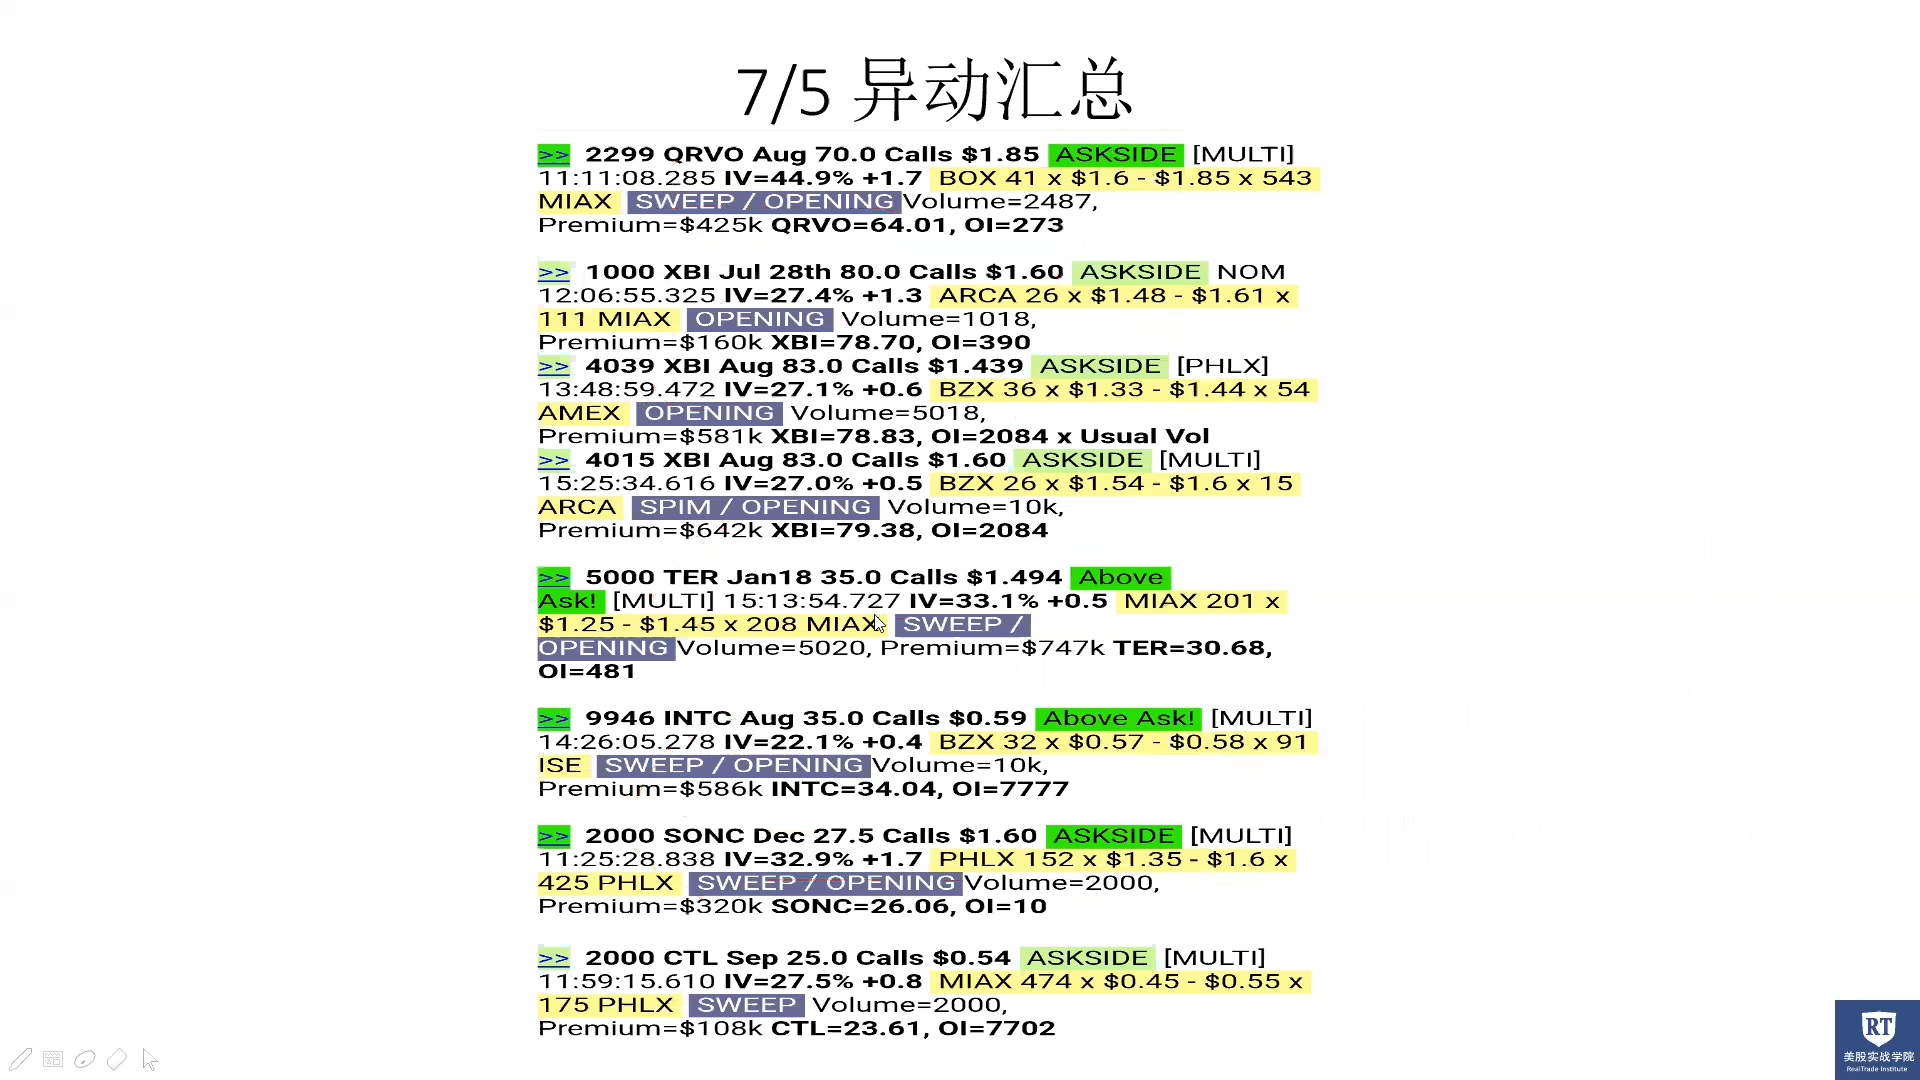 7/5 异动汇总
>> 2299 QRVO Aug 70.0 Calls $1.85 ASKSIDE [MULTI]
11:11:08.285 IV=44.9% +1.7 BOX 41 x $1.6 - $1.85 x 543
MIAX SWEEP / OPENING Volume=2487,
Premium=$425k QRVO=64.01, OI=273
>> 1000 XBI Jul 28th 80.0 Calls $1.60 ASKSIDE NOM
12:06:55.325 IV=27.4% +1.3 ARCA 26 x $1.48 - $1.61 x
111 MIAX OPENING Volume=1018,
Premium=$160k XBI=78.70, OI=390
>> 4039 XBI Aug 83.0 Calls $1.439 ASKSIDE [PHLX]
13:48:59.472 IV=27.1% +0.6 BZX 36 x $1.33 - $1.44 x 54
AMEX OPENING Volume=5018,
Premium=$581k XBI=78.83, OI=2084 x Usual Vol
>> 4015 XBI Aug 83.0 Calls $1.60 ASKSIDE [MULTI]
15:25:34.616 IV=27.0% +0.5 BZX 26 x $1.54 - $1.6 x 15
ARCA SPIM / OPENING Volume=10k,
Premium=$642k XBI=79.38, OI=2084
>> 5000 TER Jan18 35.0 Calls $1.494 Above
Ask! [MULTI] 15:13:54.727 IV=33.1% +0.5 MIAX 201 x
$1.25 - $1.45 x 208 MIAX SWEEP /
OPENING Volume=5020, Premium=$747k TER=30.68,
OI=481
>> 9946 INTC Aug 35.0 Calls $0.59 Above Ask! [MULTI]
14:26:05.278 IV=22.1% +0.4 BZX 32 x $0.57 - $0.58 x 91
ISE SWEEP / OPENING Volume=10k,
Premium=$586k INTC=34.04, OI=7777
>> 2000 SONC Dec 27.5 Calls $1.60 ASKSIDE [MULTI]
11:25:28.838 IV=32.9% +1.7 PHLX 152 x $1.35 - $1.6 x
425 PHLX SWEEP / OPENING Volume=2000,
Premium=$320k SONC=26.06, OI=10
>> 2000 CTL Sep 25.0 Calls $0.54 ASKSIDE [MULTI]
11:59:15.610 IV=27.5% +0.8 MIAX 474 x $0.45 - $0.55 x
175 PHLX SWEEP Volume=2000,
Premium=$108k CTL=23.61, OI=7702
RT
美股实战学院
RealTrade Institute